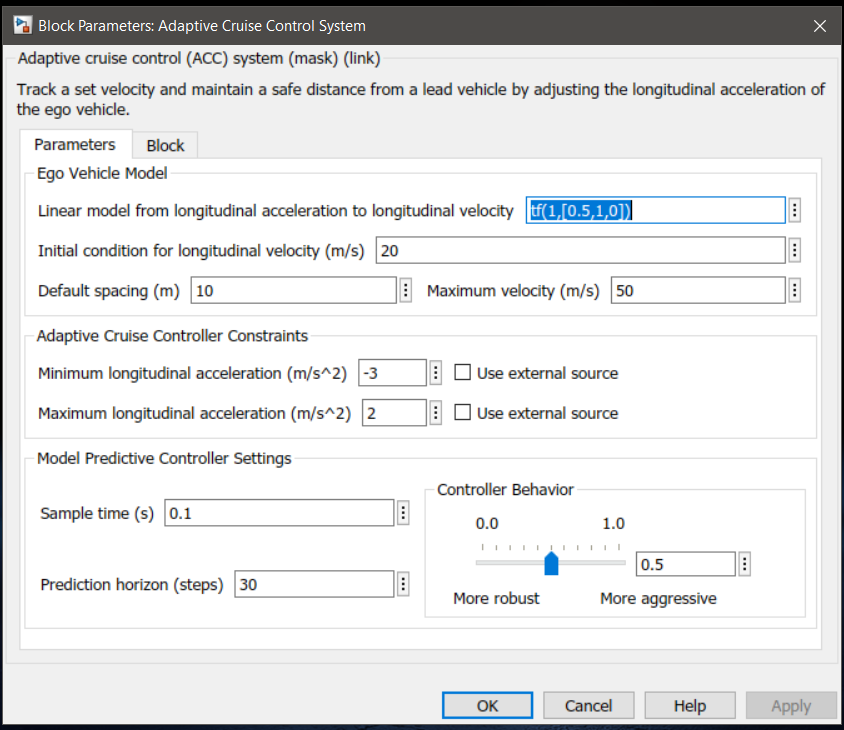 Block Parameters: Adaptive Cruise Control System
Adaptive cruise control (ACC) system (mask) (link)
Track a set velocity and maintain a safe distance from a lead vehicle by adjusting the longitudinal acceleration of
the ego vehicle.
Parameters Block
Ego Vehicle Model
Linear model from longitudinal acceleration to longitudinal velocity tf(1,[0.5,1,0])
Initial condition for longitudinal velocity (m/s) 20
Default spacing (m) 10 Maximum velocity (m/s) 50
Adaptive Cruise Controller Constraints
Minimum longitudinal acceleration (m/s^2) -3 Use external source
Maximum longitudinal acceleration (m/s^2) 2 Use external source
Model Predictive Controller Settings
Sample time (s) 0.1
Prediction horizon (steps) 30
Controller Behavior
0.0 1.0
0.5
More robust More aggressive
OK Cancel Help Apply